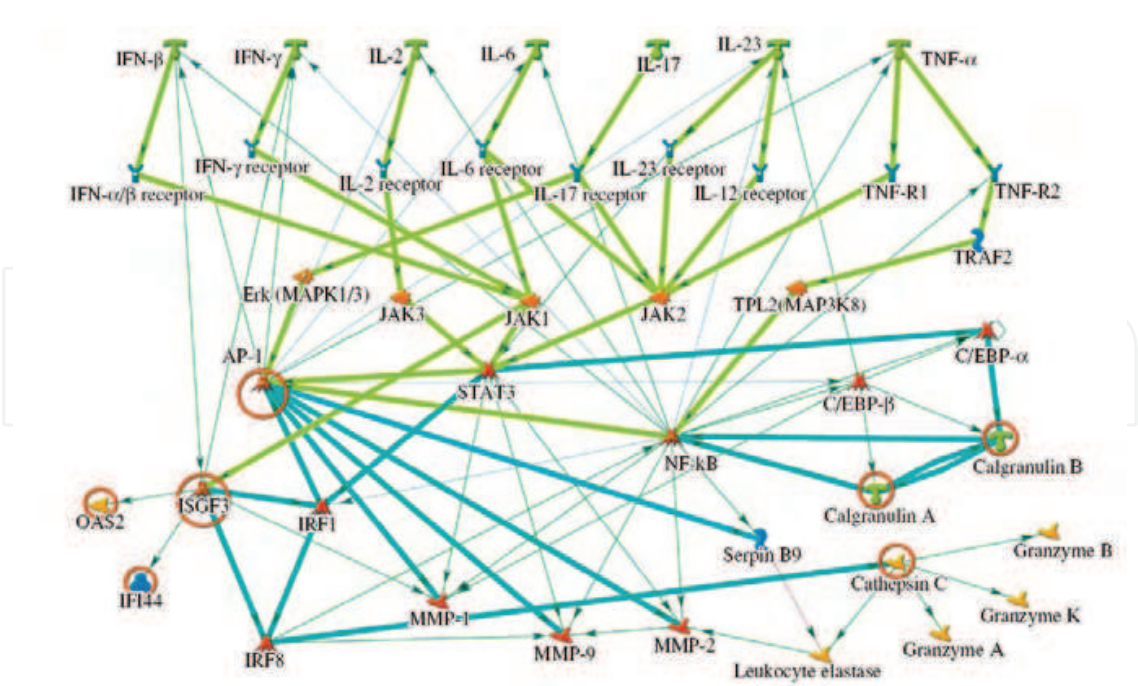 IFN-β
IFN-γ
IL-2
IL-6
IL-17
IL-23
TNF-α
IFN-γ receptor
IL-6 receptor
IL-23 receptor
IFN-α/β receptor
IL-2 receptor
IL-17 receptor
IL-12 receptor
TNF-R1
TNF-R2
TRAF2
Erk (MAPK1/3)
JAK3
JAK1
JAK2
TPL2(MAP3K8)
AP-1
STAT3
C/EBP-α
C/EBP-β
NF-kB
Calgranulin B
ISGF3
OAS2
IRF1
Calgranulin A
Serpin B9
Granzyme B
Cathepsin C
IFI44
MMP-1
Granzyme K
IRF8
MMP-9
MMP-2
Granzyme A
Leukocyte elastase